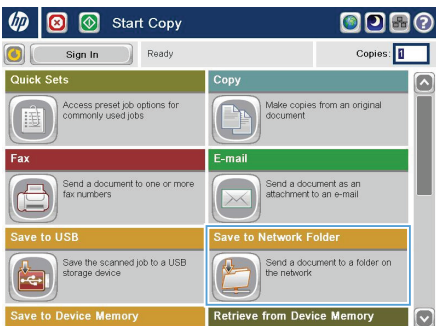 hp Start Copy
Sign In Ready Copies: 1
Quick Sets
Access preset job options for
commonly used jobs
Copy
Make copies from an original
document
Fax
Send a document to one or more
fax numbers
E-mail
Send a document as an
attachment to an e-mail
Save to USB
Save the scanned job to a USB
storage device
Save to Network Folder
Send a document to a folder on
the network
Save to Device Memory
Retrieve from Device Memory